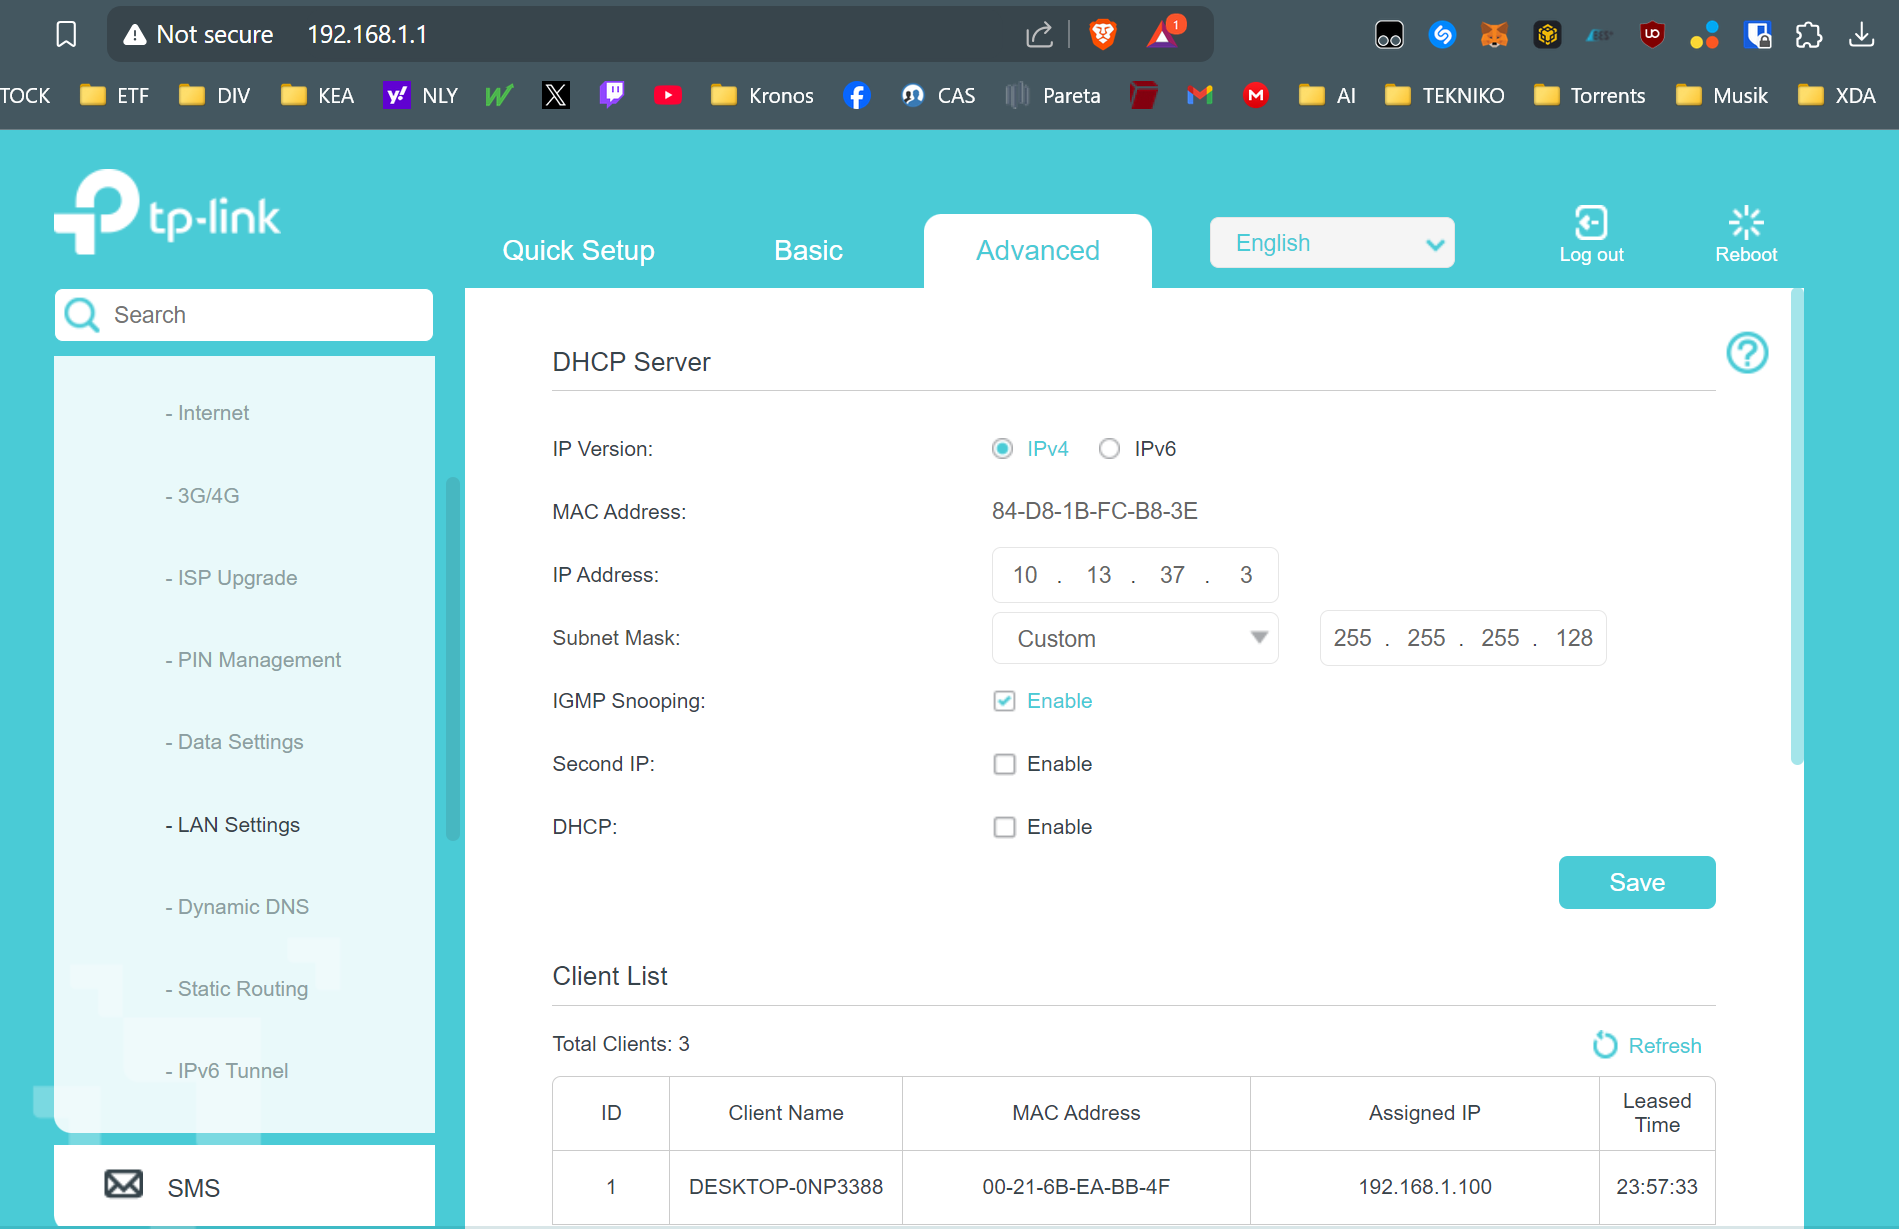 Not secure 192.168.1.1 1
TOCK ETF DIV KEA NLY Kronos CAS Pareta AI TEKNIKO Torrents Musik XDA
tp-link
Quick Setup Basic Advanced English Log out Reboot
Search
- Internet
- 3G/4G
- ISP Upgrade
- PIN Management
- Data Settings
- LAN Settings
- Dynamic DNS
- Static Routing
- IPv6 Tunnel
SMS
DHCP Server
IP Version: IPv4 IPv6
MAC Address: 84-D8-1B-FC-B8-3E
IP Address: 10 . 13 . 37 . 3
Subnet Mask: Custom 255 . 255 . 255 . 128
IGMP Snooping: Enable
Second IP: Enable
DHCP: Enable
Save
Client List
Total Clients: 3 Refresh
ID Client Name MAC Address Assigned IP Leased Time
1 DESKTOP-0NP3388 00-21-6B-EA-BB-4F 192.168.1.100 23:57:33